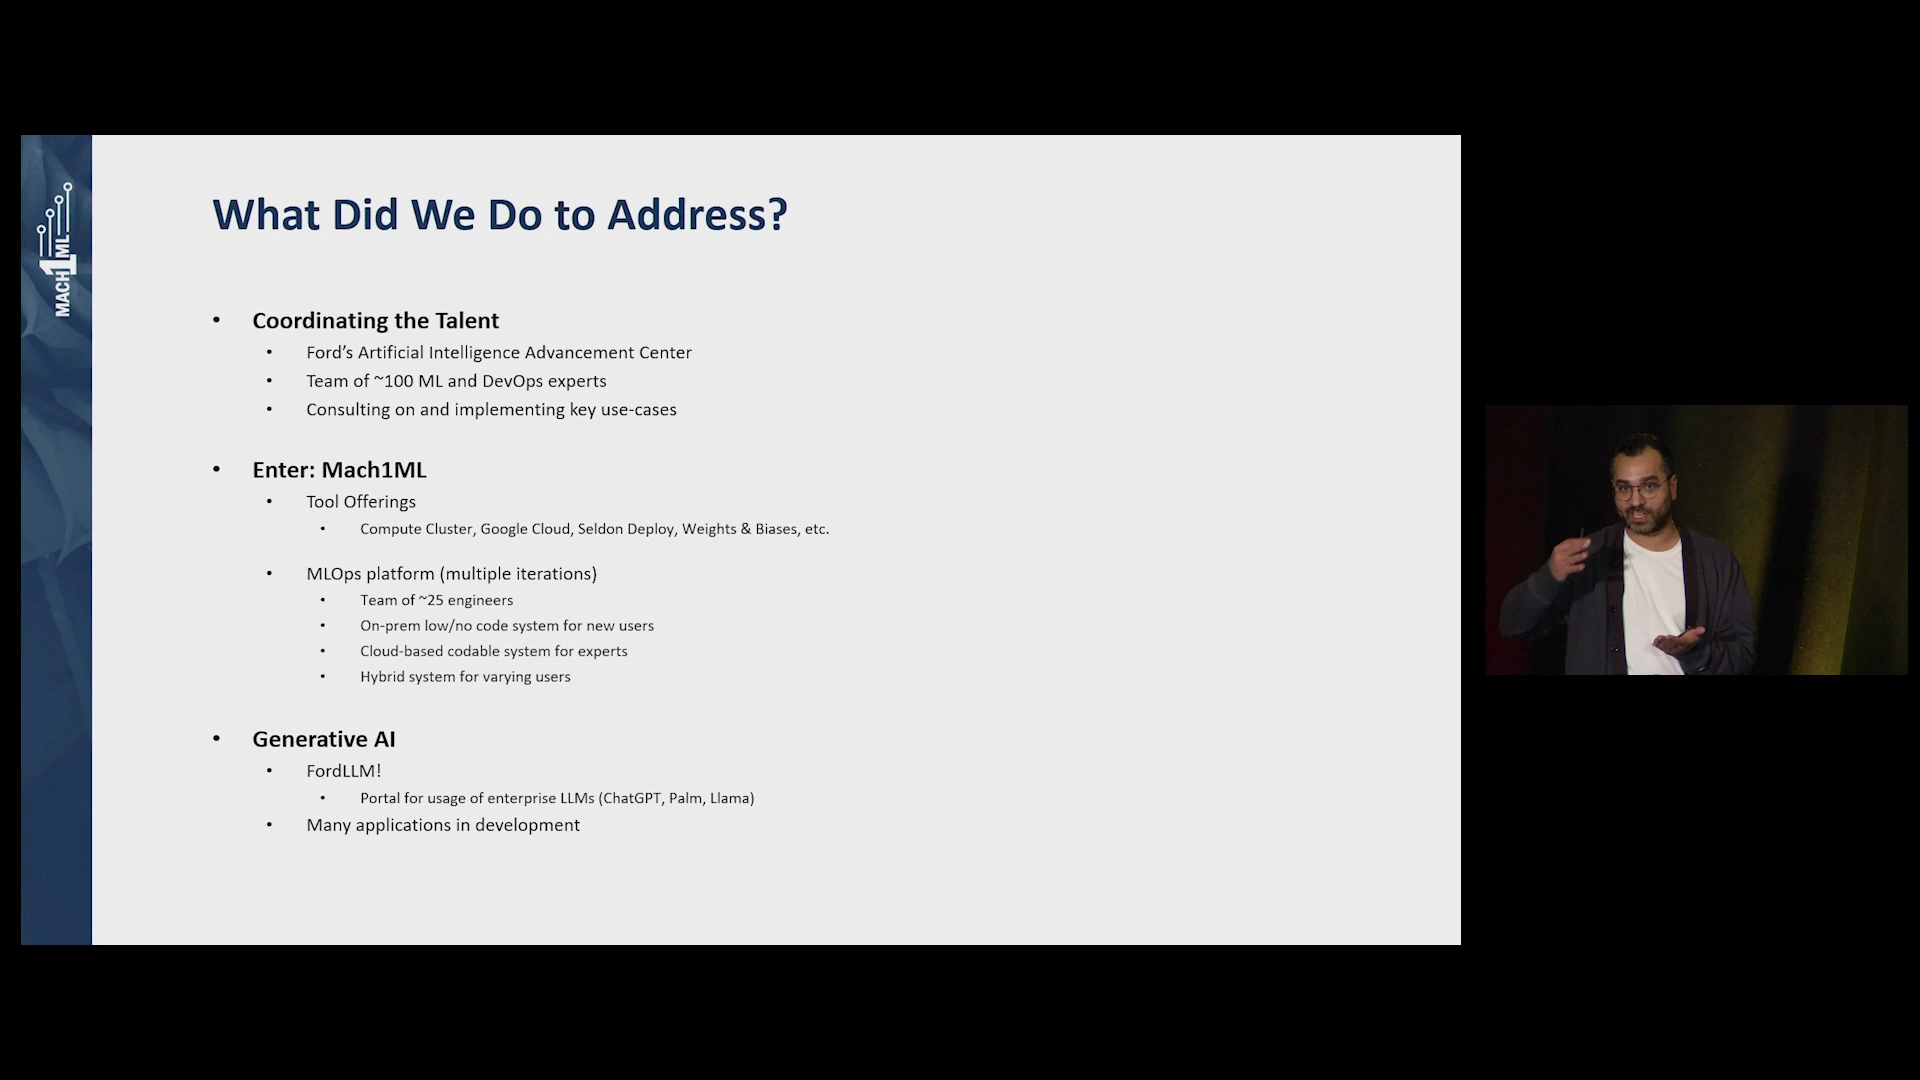 MACH1ML
What Did We Do to Address?
• Coordinating the Talent
• Ford's Artificial Intelligence Advancement Center
• Team of ~100 ML and DevOps experts
• Consulting on and implementing key use-cases
• Enter: Mach1ML
• Tool Offerings
• Compute Cluster, Google Cloud, Seldon Deploy, Weights & Biases, etc.
• MLOps platform (multiple iterations)
• Team of ~25 engineers
• On-prem low/no code system for new users
• Cloud-based codable system for experts
• Hybrid system for varying users
• Generative AI
• FordLLM!
• Portal for usage of enterprise LLMs (ChatGPT, Palm, Llama)
• Many applications in development